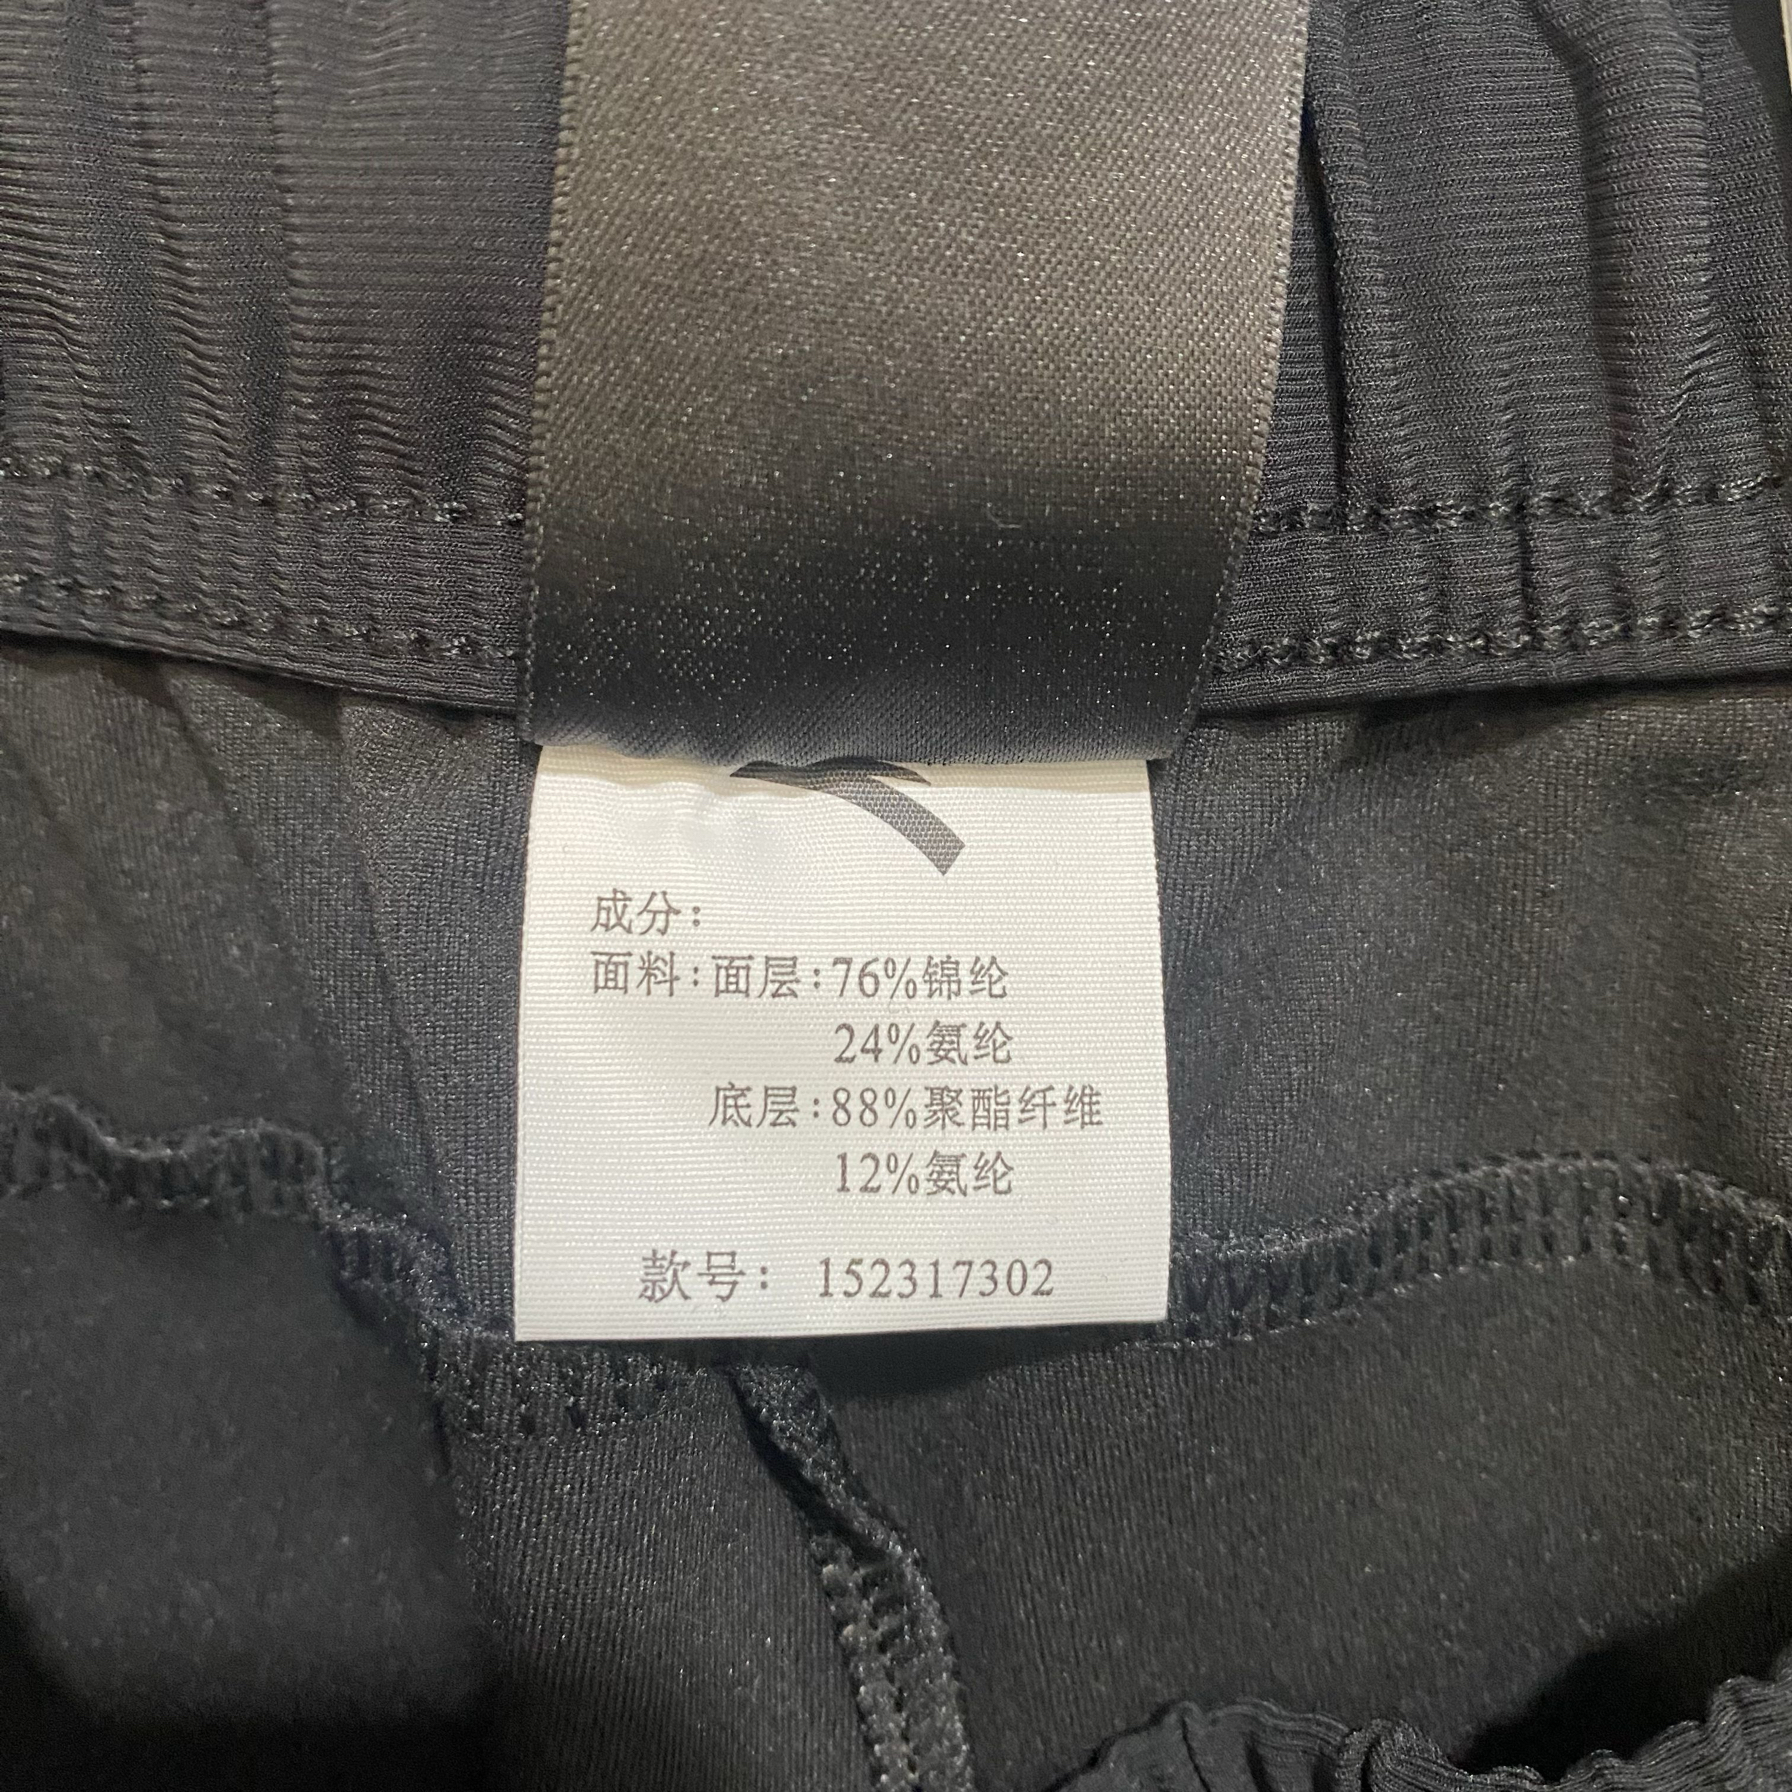 成分:
面料:面层:76%锦纶
24%氨纶
底层:88%聚酯纤维
12%氨纶
款号: 152317302